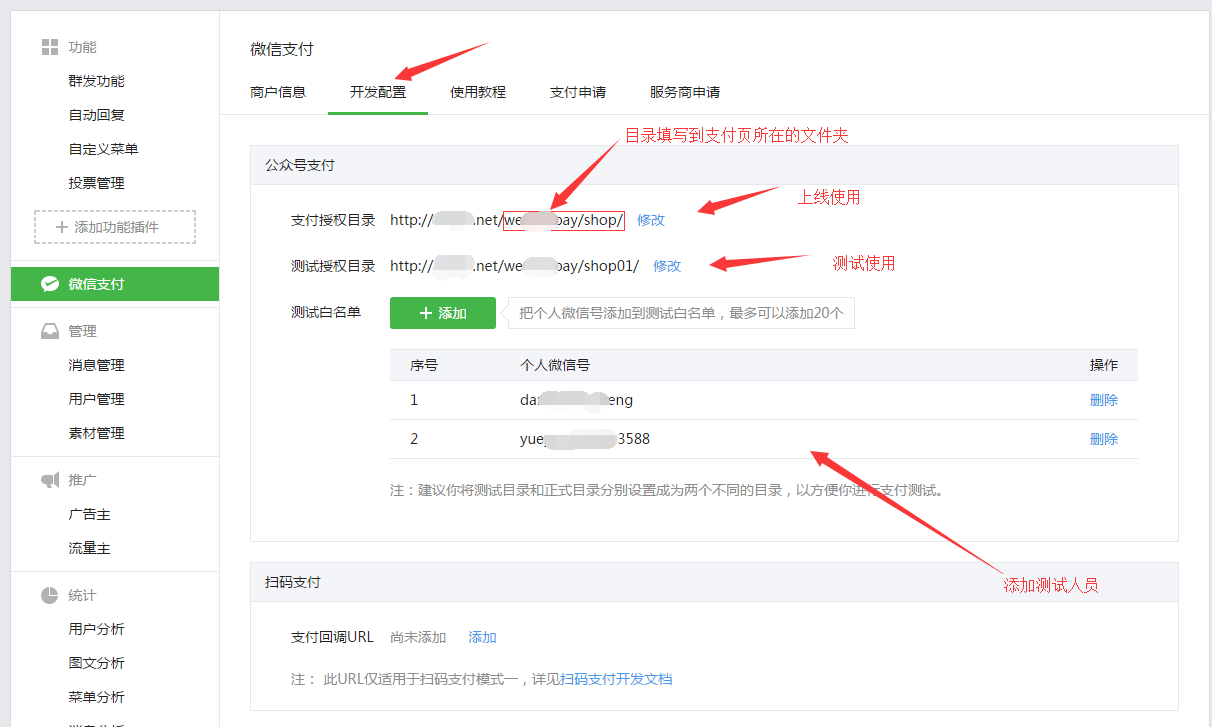 功能
群发功能
自动回复
自定义菜单
投票管理
添加功能插件
微信支付
管理
消息管理
用户管理
素材管理
推广
广告主
流量主
统计
用户分析
图文分析
菜单分析
微信支付
商户信息 开发配置 使用教程 支付申请 服务商申请
目录填写到支付页所在的文件夹
公众号支付
上线使用
支付授权目录 http:// .net/we bay/shop/ 修改
测试使用
测试授权目录 http:// .net/we bay/shop01/ 修改
测试白名单 添加 把个人微信号添加到测试白名单，最多可以添加20个
序号 个人微信号 操作
1 da eng 删除
2 yue 3588 删除
注：建议你将测试目录和正式目录分别设置成为两个不同的目录，以方便你进行支付测试。
添加测试人员
扫码支付
支付回调URL 尚未添加 添加
注： 此URL仅适用于扫码支付模式一，详见扫码支付开发文档